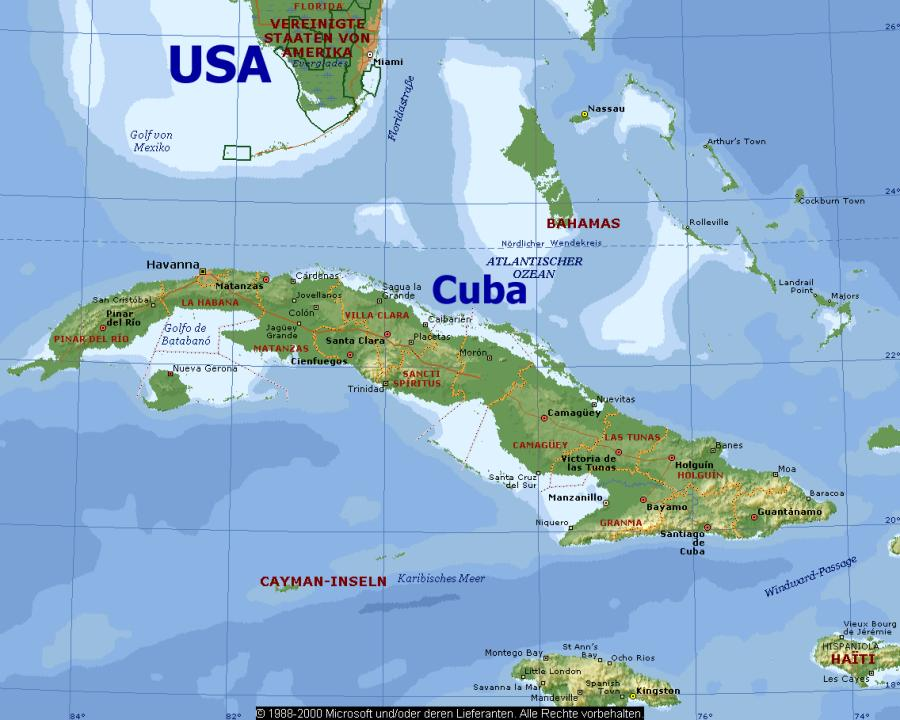 FLORIDA
VEREINIGTE
STAATEN VON
AMERIKA
Everglades
USA
Miami
Floridastraße
Golf von
Mexiko
26°
Nassau
Arthur's Town
24°
Cockburn Town
BAHAMAS
Rolleville
Nördlicher Wendekreis
ATLANTISCHER
OZEAN
Cuba
Landrail
Point
Majors
Havanna
Matanzas
Cárdenas
Sagua la
Grande
San Cristóbal
LA HABANA
Jovellanos
Colón
VILLA CLARA
Caibarién
Pinar
del Río
PINAR DEL RÍO
Golfo de
Batabanó
Jagüey
Grande
Santa Clara
Placetas
MATANZAS
Cienfuegos
Morón
22°
Nueva Gerona
SANCTI
SPÍRITUS
Trinidad
Nuevitas
Camagüey
CAMAGÜEY
LAS TUNAS
Banes
Victoria de
las Tunas
Holguín
HOLGUÍN
Moa
Santa Cruz
del Sur
Manzanillo
Bayamo
Baracoa
Guantánamo
Niquero
GRANMA
Santiago
de
Cuba
20°
CAYMAN-INSELN
Karibisches Meer
Windward-Passage
Vieux Bourg
de Jérémie
HISPANIOLA
HAÏTI
Les Cayes
Montego Bay
St Ann's
Bay
Ocho Rios
Little London
Savanna la Mar
Spanish
Town
Mandeville
Kingston
18°
84°
82°
76°
74°
© 1988-2000 Microsoft und/oder deren Lieferanten. Alle Rechte vorbehalten.